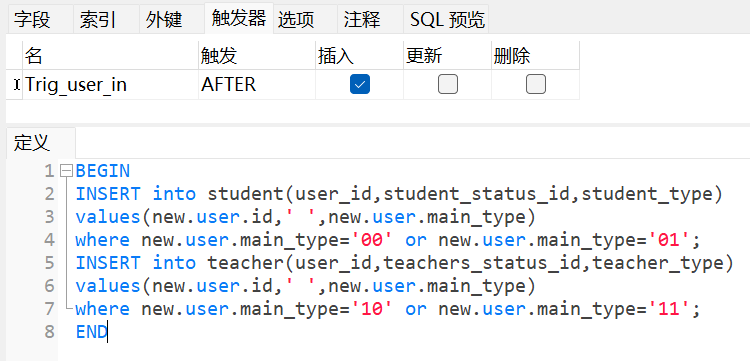 字段 索引 外键 触发器 选项 注释 SQL 预览
名 触发 插入 更新 删除
Trig_user_in AFTER
定义
1 BEGIN
2 INSERT into student(user_id,student_status_id,student_type)
3 values(new.user.id,' ',new.user.main_type)
4 where new.user.main_type='00' or new.user.main_type='01';
5 INSERT into teacher(user_id,teachers_status_id,teacher_type)
6 values(new.user.id,' ',new.user.main_type)
7 where new.user.main_type='10' or new.user.main_type='11';
8 END